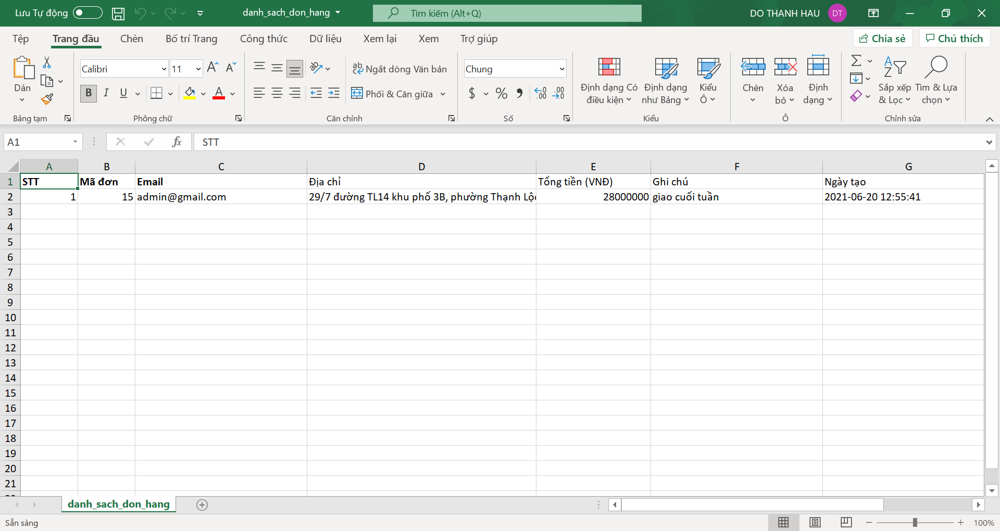 Lưu Tự động danh_sach_don_hang Tìm kiếm (Alt+Q) DO THANH HAU DT
Tệp Trang đầu Chèn Bố trí Trang Công thức Dữ liệu Xem lại Xem Trợ giúp Chia sẻ Chú thích
Dán
Calibri 11
B I U A
Ngắt dòng Văn bản
Phối & Căn giữa
Chung
$ % ,
Định dạng Có điều kiện
Định dạng như Bảng
Kiểu Ô
Chèn
Xóa bỏ
Định dạng
Sắp xếp & Lọc
Tìm & Lựa chọn
Bảng tạm Phông chữ Căn chỉnh Số Kiểu Ô Chỉnh sửa
A1 fx STT
A B C D E F G
1 STT Mã đơn Email Địa chỉ Tổng tiền (VNĐ) Ghi chú Ngày tạo
2 1 15 admin@gmail.com 29/7 đường TL14 khu phố 3B, phường Thạnh Lộc 28000000 giao cuối tuần 2021-06-20 12:55:41
3
4
5
6
7
8
9
10
11
12
13
14
15
16
17
18
19
20
21
danh_sach_don_hang
Sẵn sàng 100%